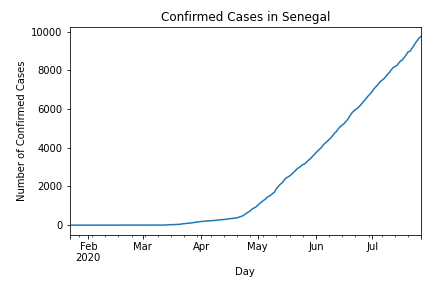 Confirmed Cases in Senegal
Number of Confirmed Cases
10000
8000
6000
4000
2000
0
Feb
2020
Mar
Apr
May
Jun
Jul
Day